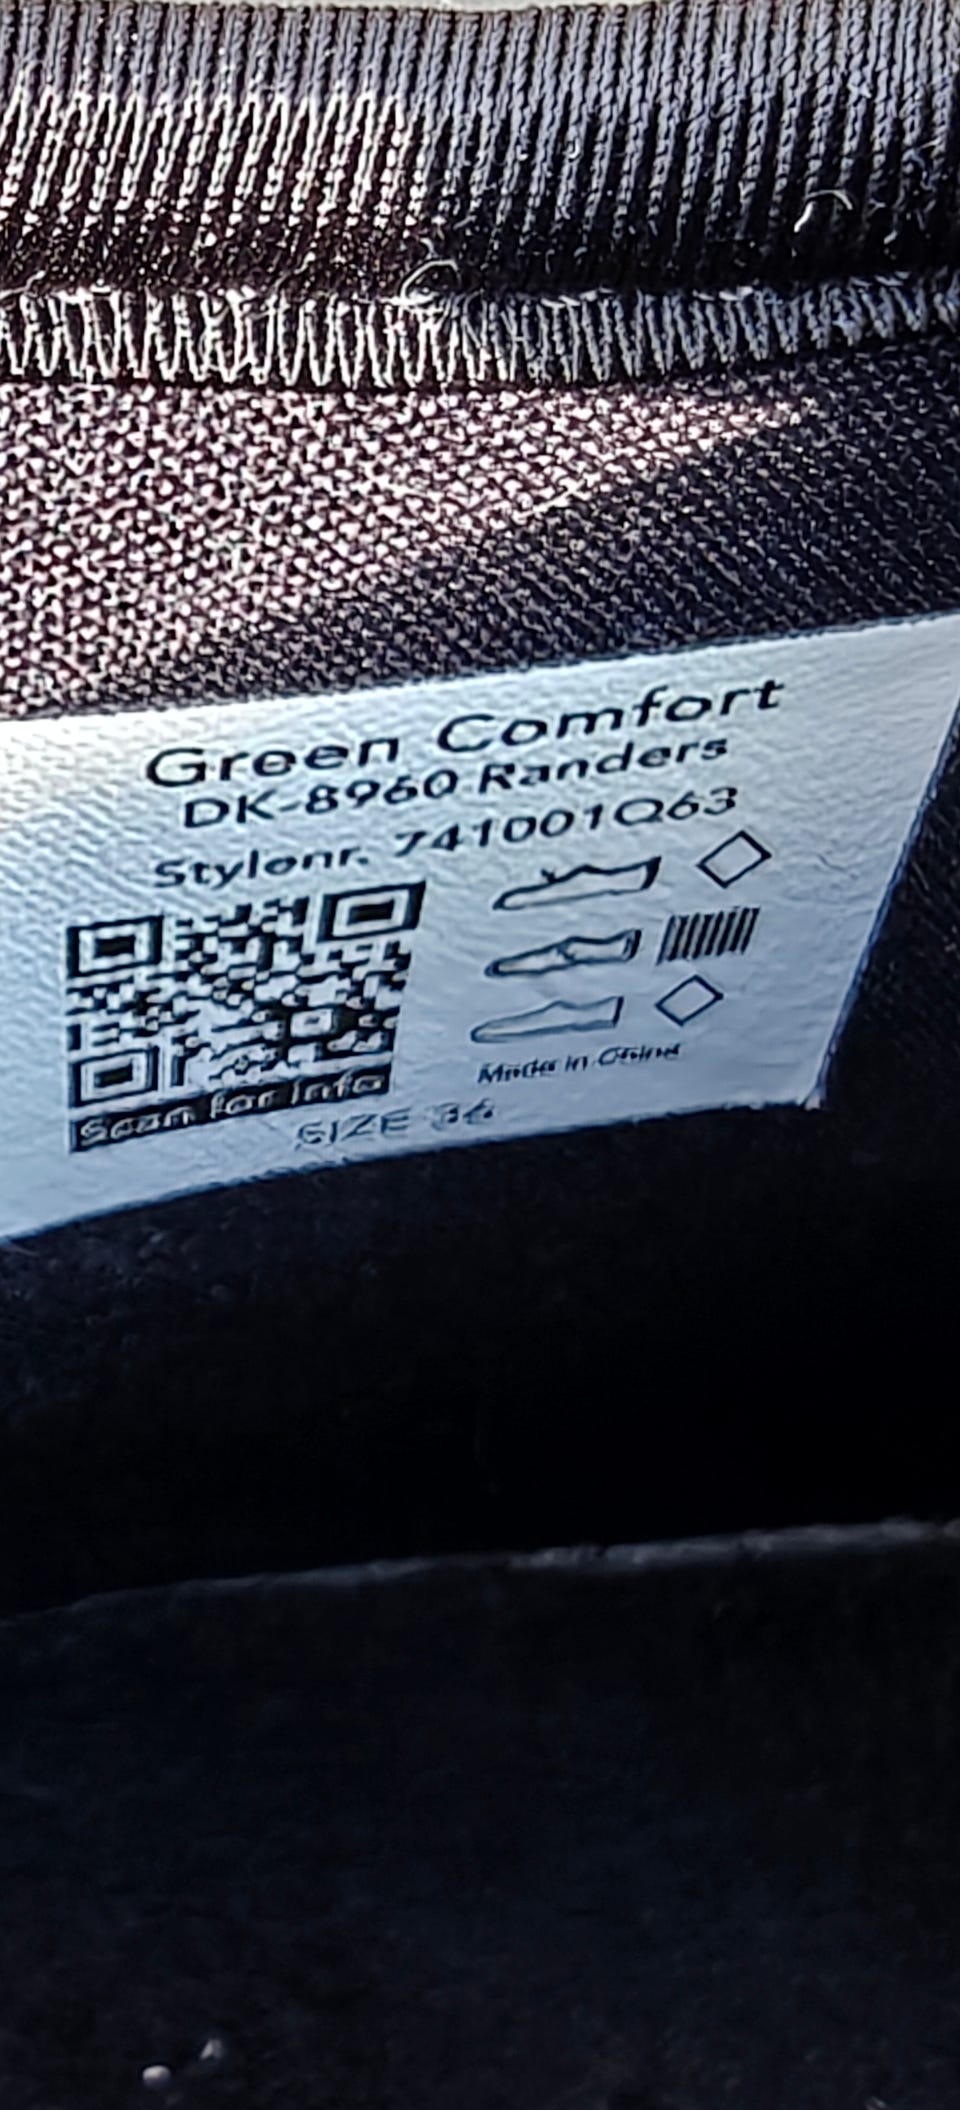 Green Comfort
DK-8960 Randers
Stylenr. 741001Q63
Scan for info
Made in China
SIZE 36